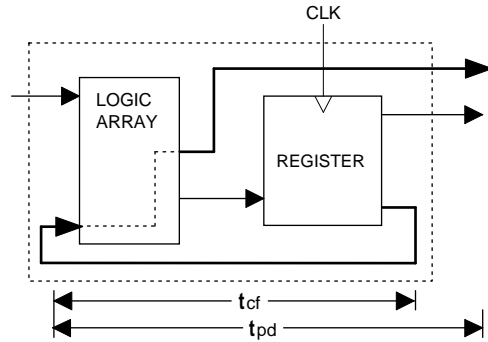 CLK
LOGIC
ARRAY
REGISTER
tcf
tpd